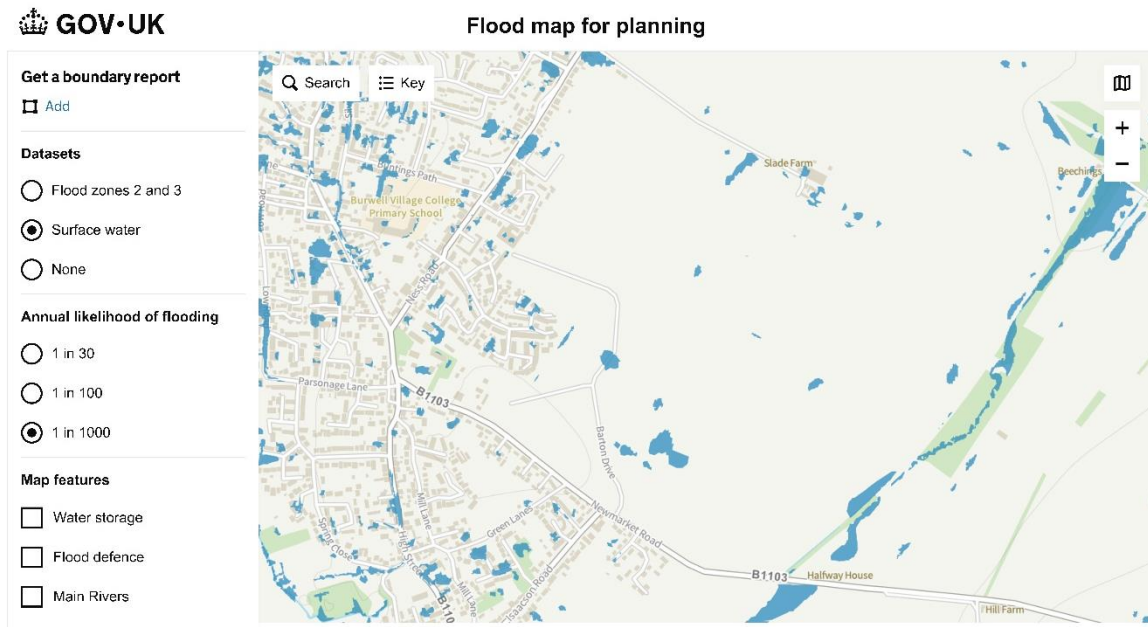 GOV·UK
Flood map for planning
Get a boundary report
Add
Datasets
Flood zones 2 and 3
Surface water
None
Annual likelihood of flooding
1 in 30
1 in 100
1 in 1000
Map features
Water storage
Flood defence
Main Rivers
Search
Key
+
−
Slade Farm
Beechings
Buntings Path
Burwell Village College
Primary School
Ness Road
Parsonage Lane
B1103
Barton Drive
Mill Lane
Green Lane
Newmarket Road
Spring Close
High Street
Mill Lane
Isaacson Road
B1103
Halfway House
Hill Farm